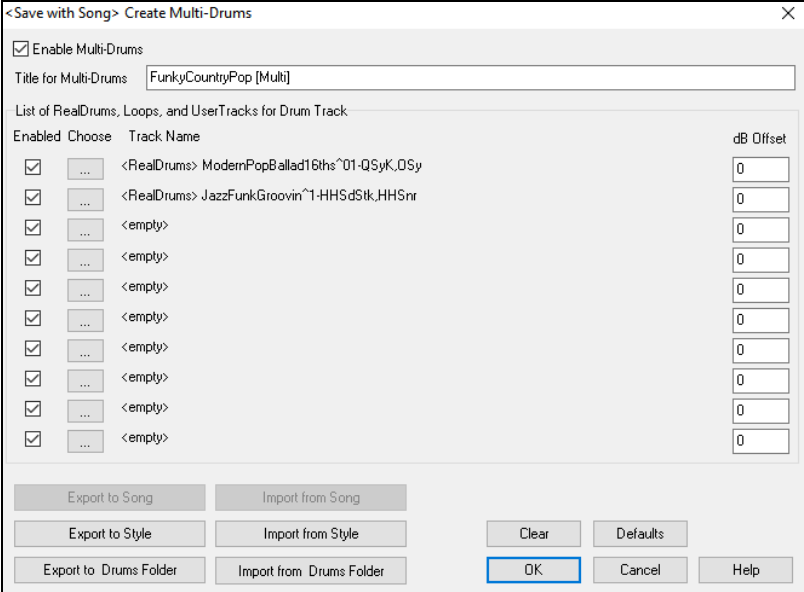 <Save with Song> Create Multi-Drums
Enable Multi-Drums
Title for Multi-Drums FunkyCountryPop [Multi]
List of RealDrums, Loops, and UserTracks for Drum Track
Enabled Choose Track Name dB Offset
... <RealDrums> ModernPopBallad16ths^01-QSyK,OSy 0
... <RealDrums> JazzFunkGroovin^1-HHSdStk,HHSnr 0
... <empty> 0
... <empty> 0
... <empty> 0
... <empty> 0
... <empty> 0
... <empty> 0
... <empty> 0
... <empty> 0
Export to Song Import from Song
Export to Style Import from Style Clear Defaults
Export to Drums Folder Import from Drums Folder OK Cancel Help